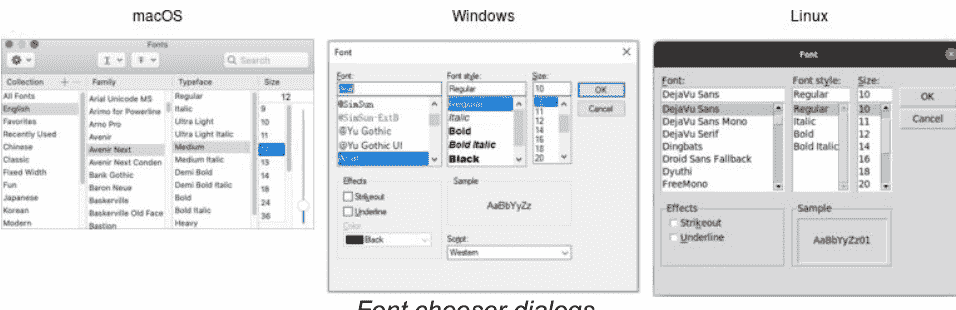 macOS
Windows
Linux
Fonts
Search
Collection + − Family Typeface Size
All Fonts
English
Favorites
Recently Used
Chinese
Classic
Fixed Width
Fun
Japanese
Korean
Modern
Arial Unicode MS
Arimo for Powerline
Arno Pro
Avenir
Avenir Next
Avenir Next Conden
Bank Gothic
Baron Neue
Baskerville
Baskerville Old Face
Bastion
Regular
Italic
Ultra Light
Ultra Light Italic
Medium
Medium Italic
Demi Bold
Demi Bold Italic
Bold
Bold Italic
Heavy
12
9
10
11
13
14
18
24
36
Font
Font: Font style: Size:
Arial Regular 10
@SimSun
@SimSun-ExtB
@Yu Gothic
@Yu Gothic UI
Arial
Regular
Italic
Bold
Bold Italic
Black
10
11
12
14
16
18
20
OK
Cancel
Effects
Strikeout
Underline
Color
Black
Sample
AaBbYyZz
Script:
Western
Font
Font: Font style: Size:
DejaVu Sans Regular 10
DejaVu Sans
DejaVu Sans Mono
DejaVu Serif
Dingbats
Droid Sans Fallback
Dyuthi
FreeMono
Regular
Italic
Bold
Bold Italic
10
11
12
14
16
18
20
OK
Cancel
Effects
Strikeout
Underline
Sample
AaBbYyZz01
Font chooser dialogs